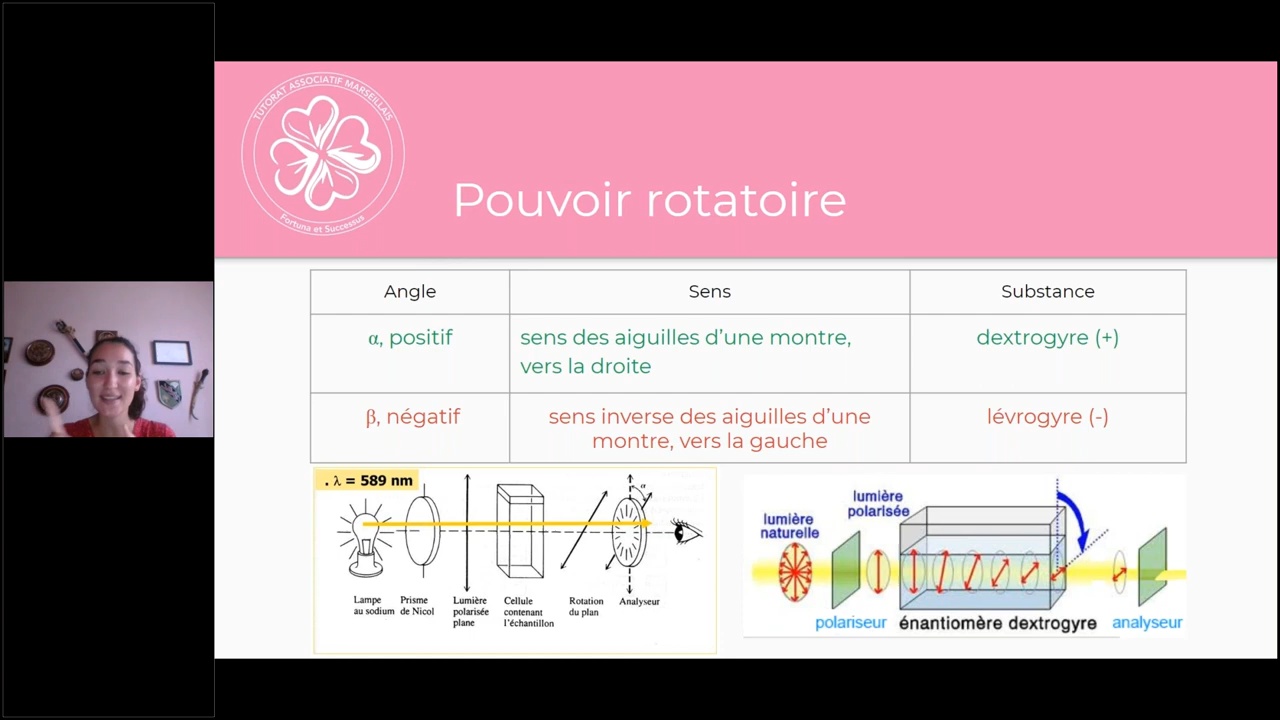 TUTORAT ASSOCIATIF MARSEILLAIS
Fortuna et Successus
Pouvoir rotatoire
Angle
Sens
Substance
α, positif
sens des aiguilles d’une montre,
vers la droite
dextrogyre (+)
β, négatif
sens inverse des aiguilles d’une
montre, vers la gauche
lévrogyre (-)
. λ = 589 nm
α
Lampe
au sodium
Prisme
de Nicol
Lumière
polarisée
plane
Cellule
contenant
l'échantillon
Rotation
du plan
Analyseur
lumière
naturelle
lumière
polarisée
polariseur
énantiomère dextrogyre
analyseur